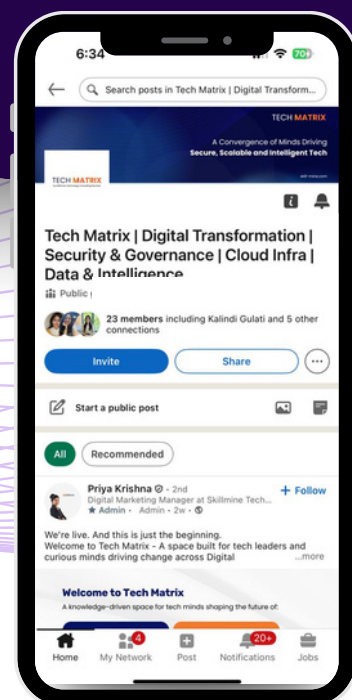 6:34
70
Search posts in Tech Matrix | Digital Transform...
TECH MATRIX
A Convergence of Minds Driving
Secure, Scalable and Intelligent Tech
TECH MATRIX
Tech Matrix | Digital Transformation |
Security & Governance | Cloud Infra |
Data & Intelligence
Public
23 members including Kalindi Gulati and 5 other
connections
Invite
Share
Start a public post
All
Recommended
Priya Krishna - 2nd
+ Follow
Digital Marketing Manager at Skillmine Tech...
Admin • Admin • 2w •
We're live. And this is just the beginning.
Welcome to Tech Matrix – A space built for tech leaders and
curious minds driving change across Digital ...more
Welcome to Tech Matrix
A knowledge-driven space for tech minds shaping the future of:
4
20+
Home
My Network
Post
Notifications
Jobs